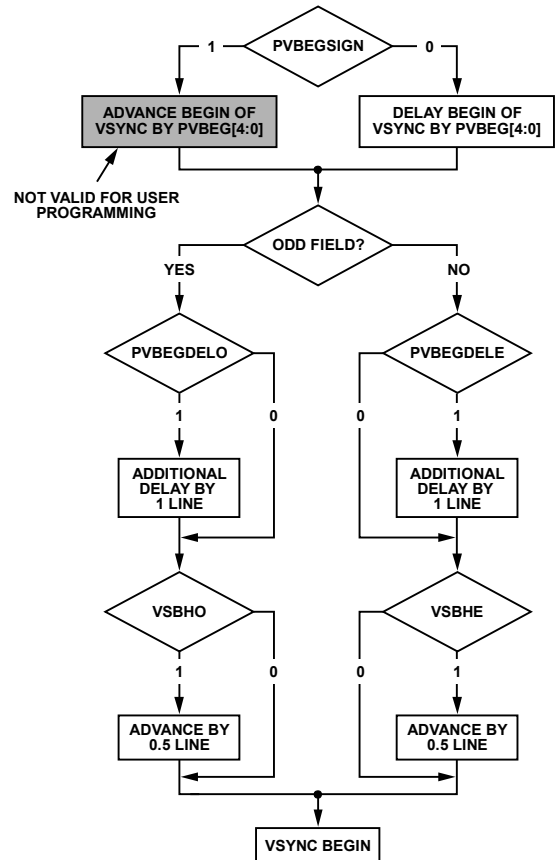 PVBEGSIGN
1
0
ADVANCE BEGIN OF
VSYNC BY PVBEG[4:0]
DELAY BEGIN OF
VSYNC BY PVBEG[4:0]
NOT VALID FOR USER
PROGRAMMING
ODD FIELD?
YES
NO
PVBEGDELO
PVBEGDELE
1
0
0
1
ADDITIONAL
DELAY BY
1 LINE
ADDITIONAL
DELAY BY
1 LINE
VSBHO
VSBHE
1
0
0
1
ADVANCE BY
0.5 LINE
ADVANCE BY
0.5 LINE
VSYNC BEGIN